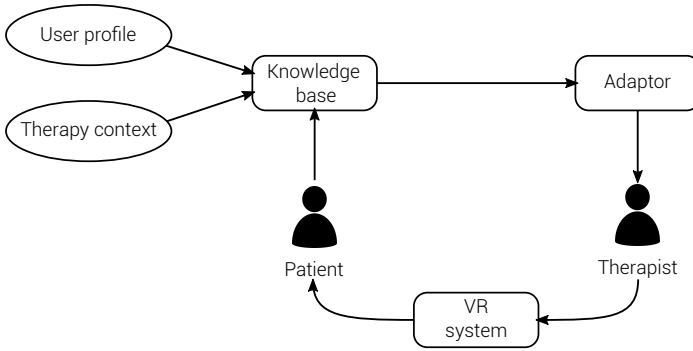 User profile
Knowledge
base
Adaptor
Therapy context
Patient
Therapist
VR
system